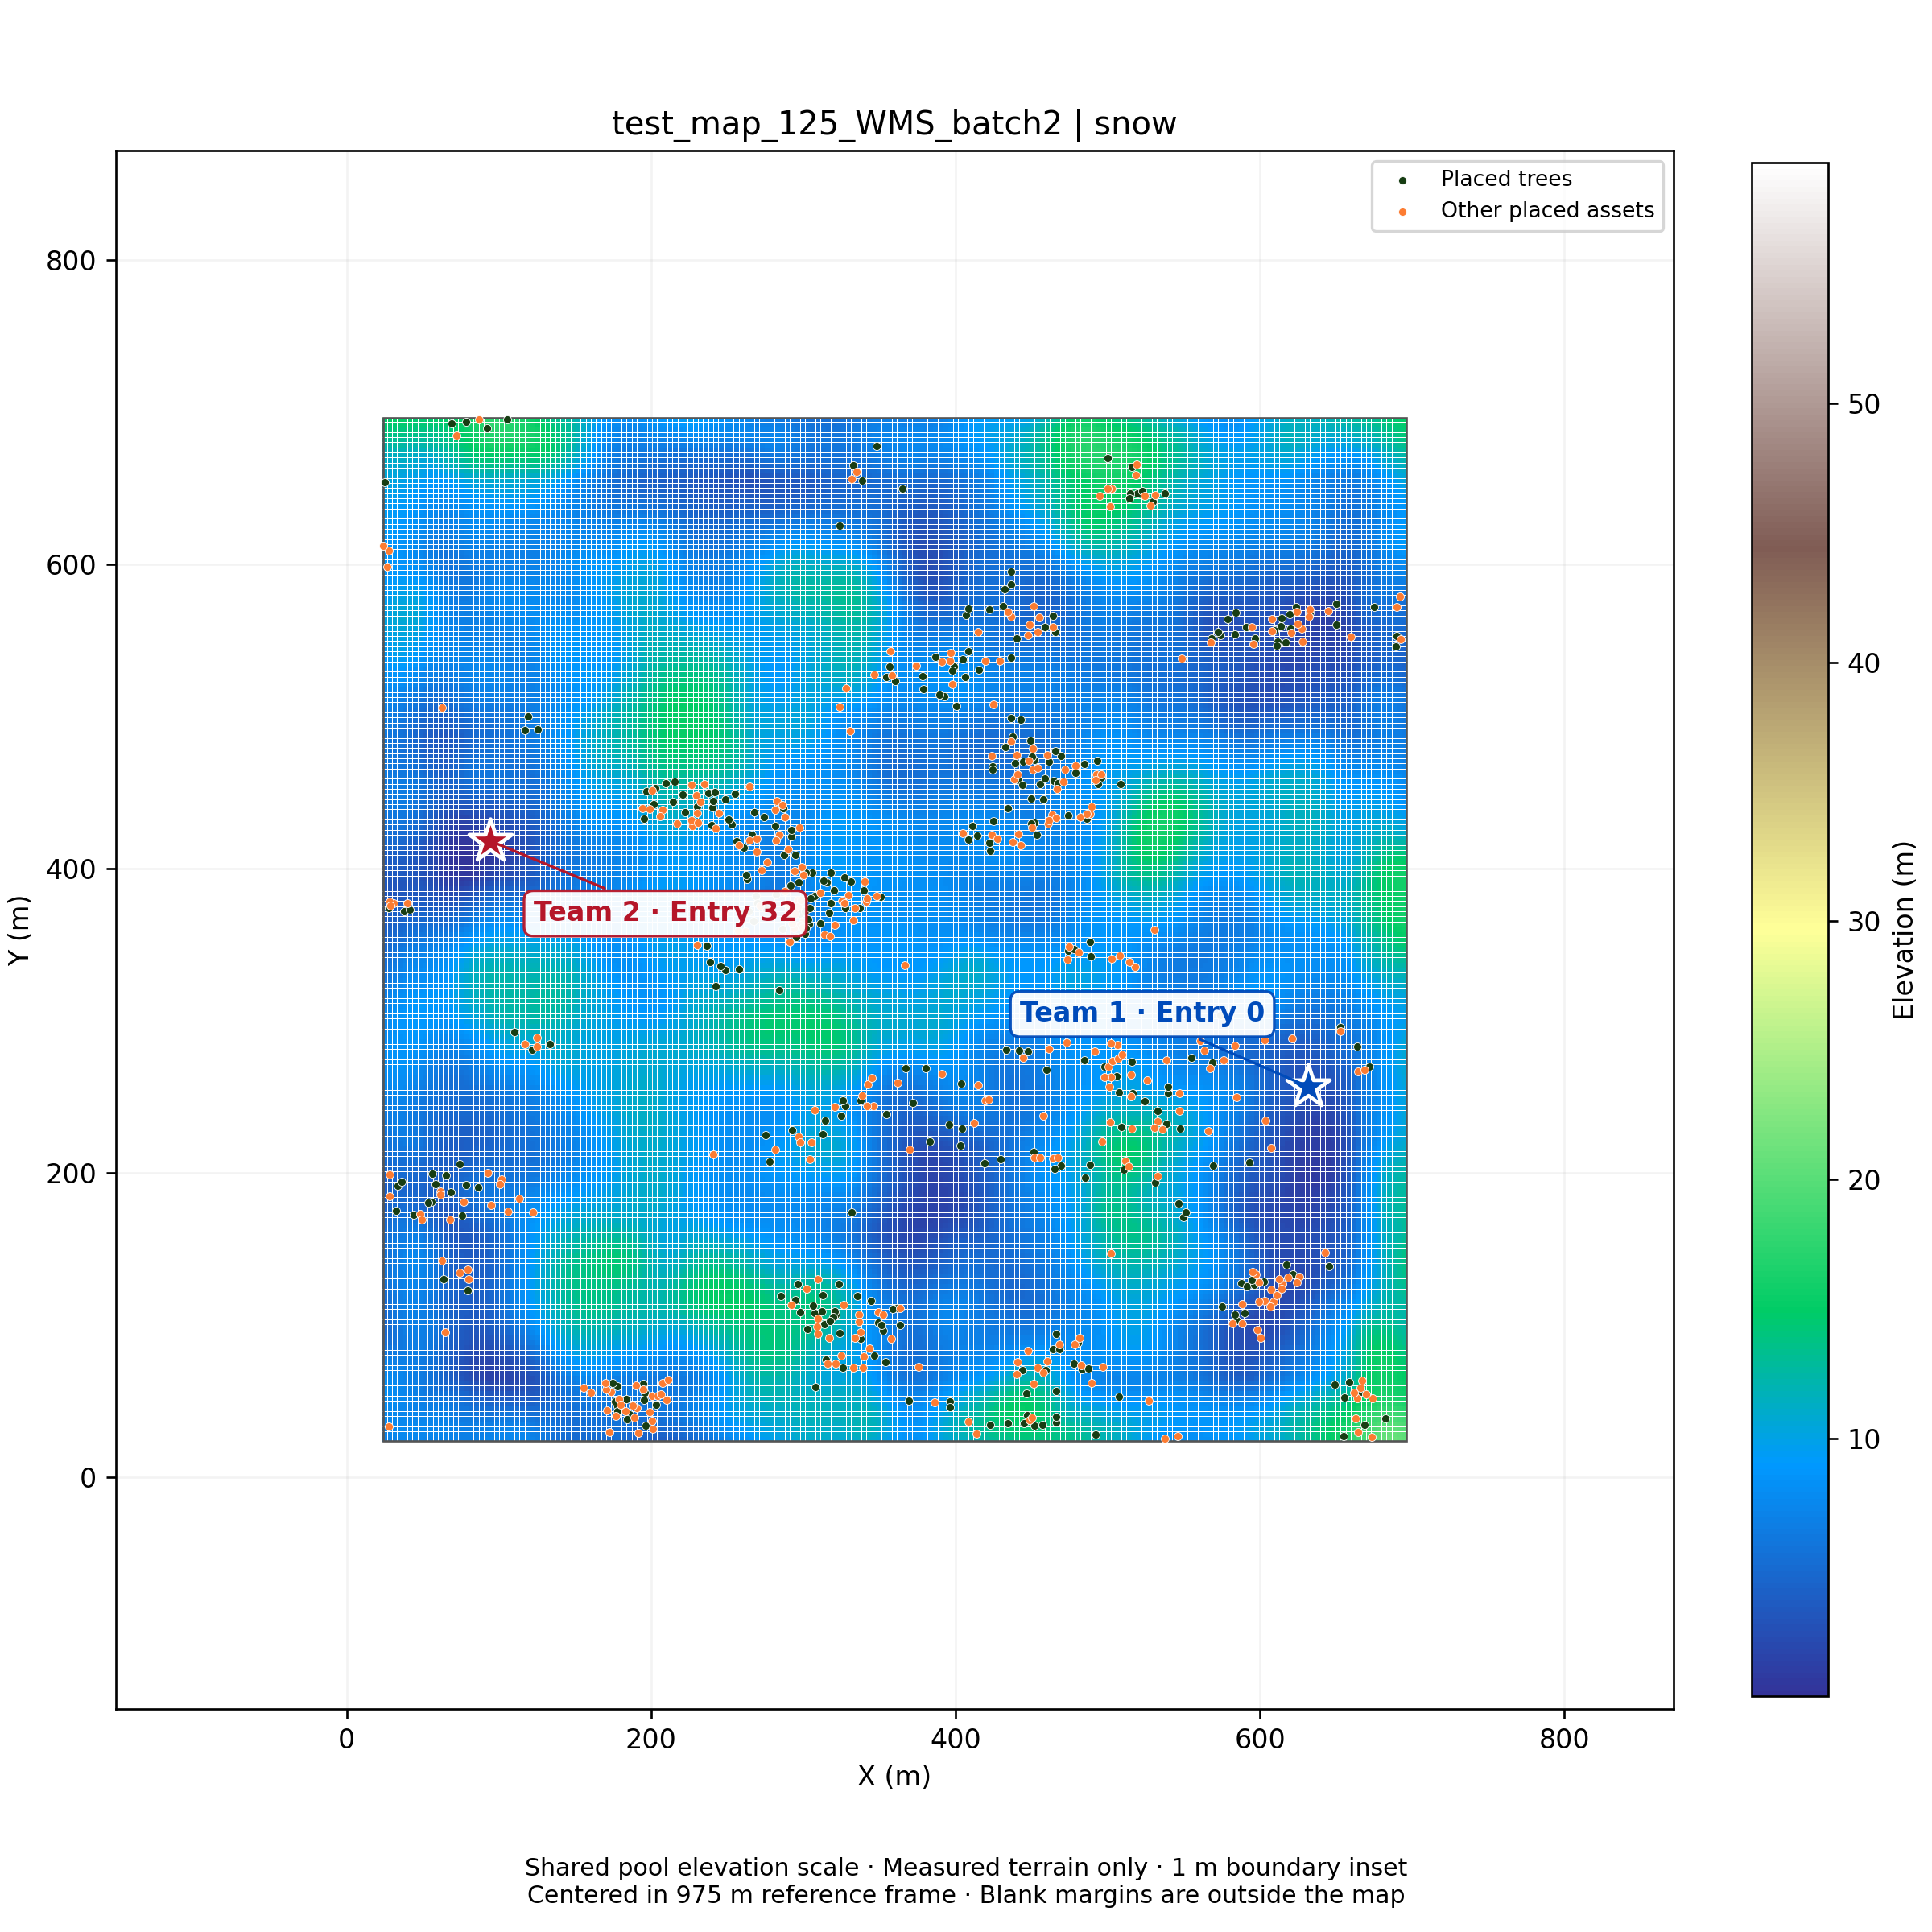 test_map_125_WMS_batch2 | snow
Placed trees
Other placed assets
800
600
400
200
0
Y (m)
Team 2 · Entry 32
Team 1 · Entry 0
0
200
400
600
800
X (m)
50
40
30
20
10
Elevation (m)
Shared pool elevation scale · Measured terrain only · 1 m boundary inset
Centered in 975 m reference frame · Blank margins are outside the map